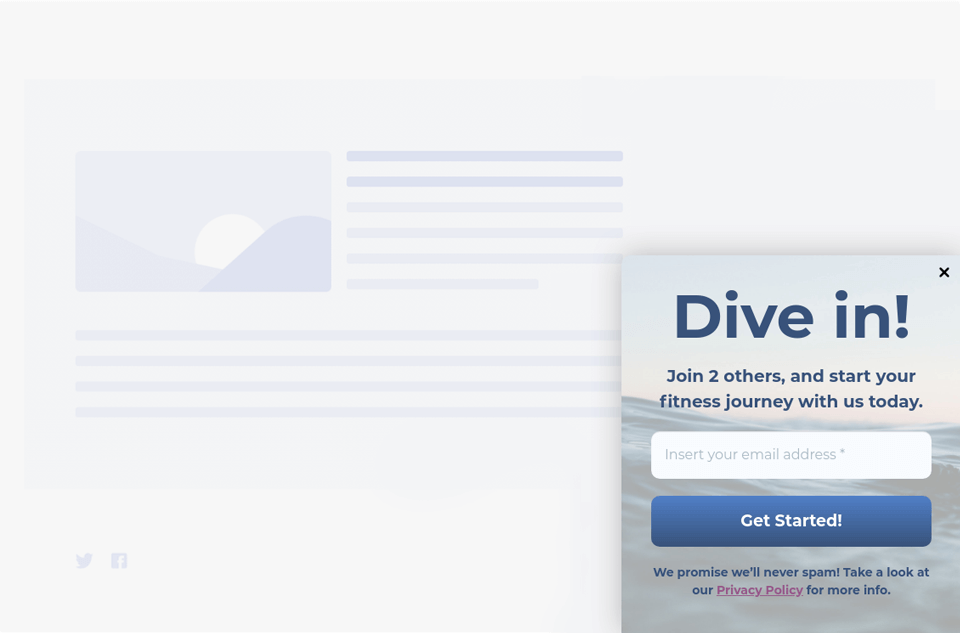 Dive in!
Join 2 others, and start your
fitness journey with us today.
Insert your email address *
Get Started!
We promise we’ll never spam! Take a look at
our Privacy Policy for more info.